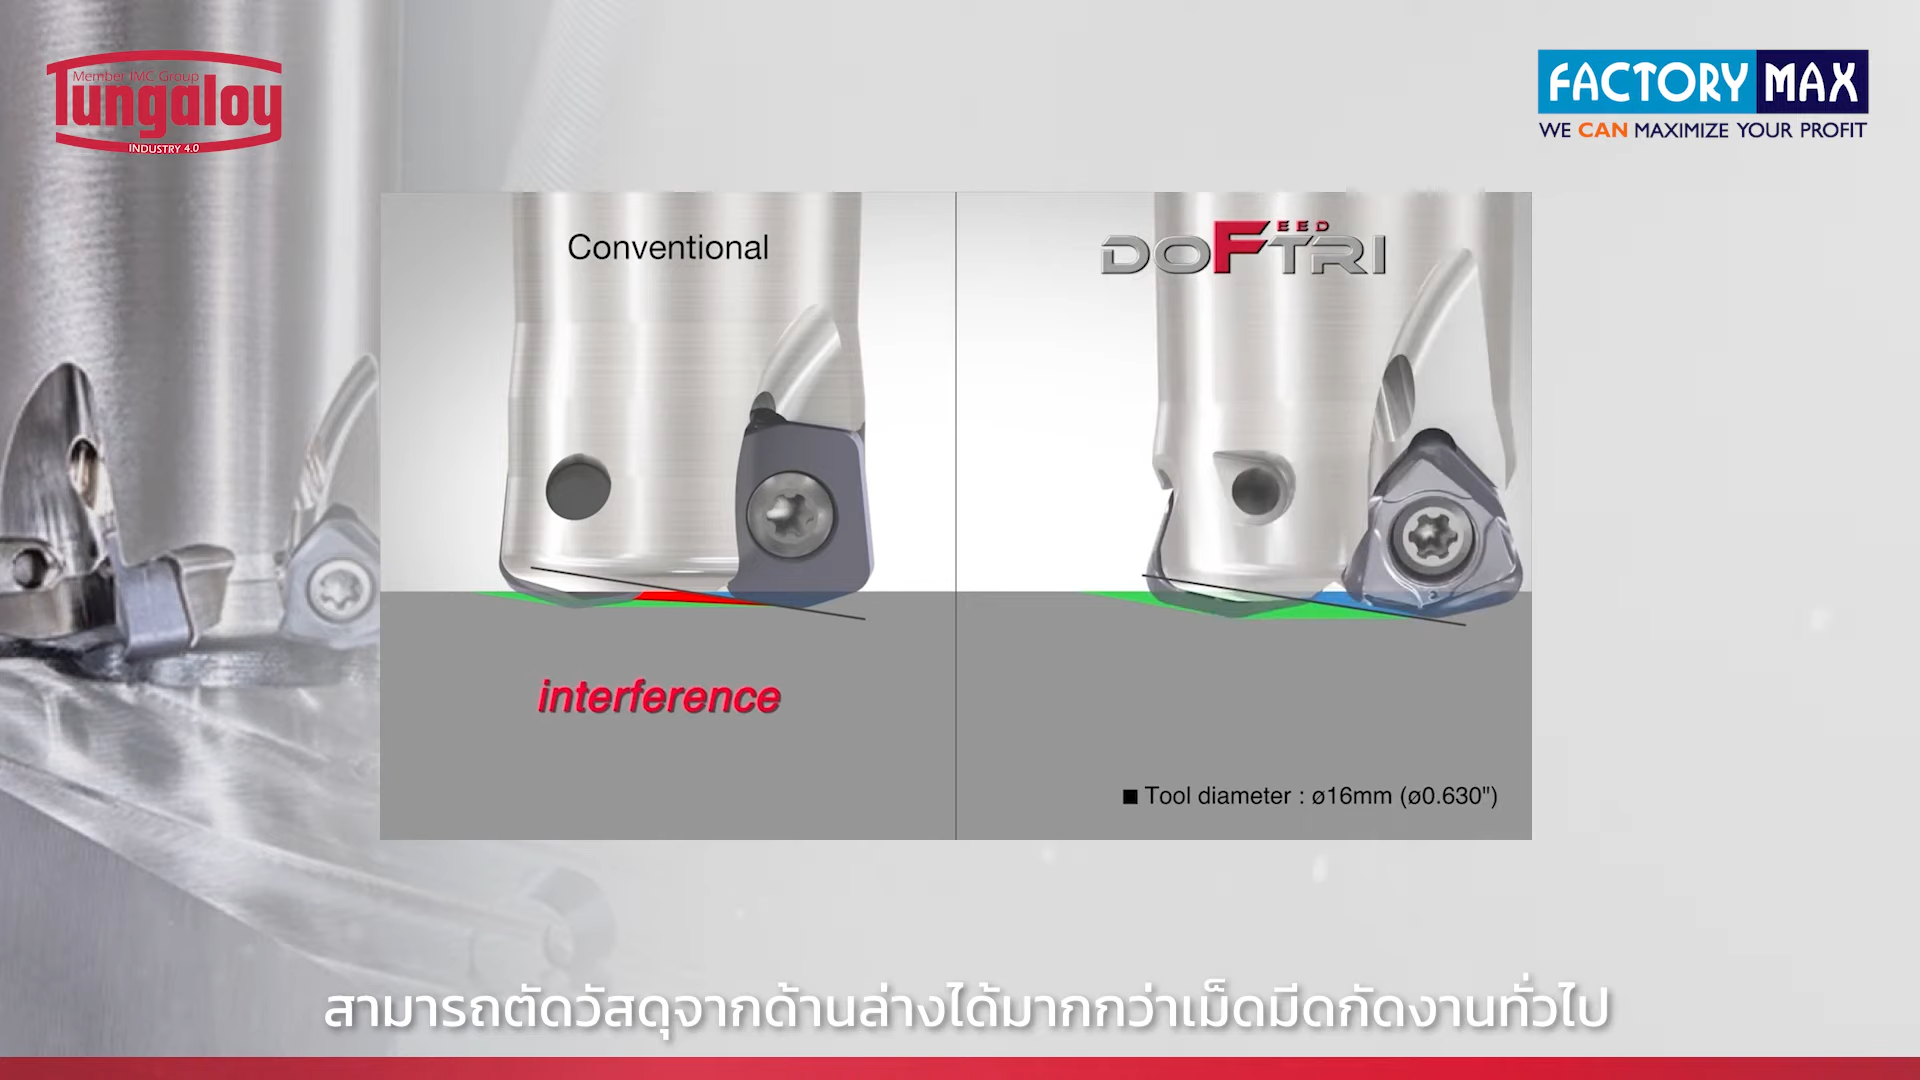 Member IMC Group
Tungaloy
INDUSTRY 4.0
FACTORY MAX
WE CAN MAXIMIZE YOUR PROFIT
Conventional
DOFEEDTRI
interference
■ Tool diameter : ø16mm (ø0.630")
สามารถตัดวัสดุจากด้านล่างได้มากกว่าเม็ดมีดกัดงานทั่วไป